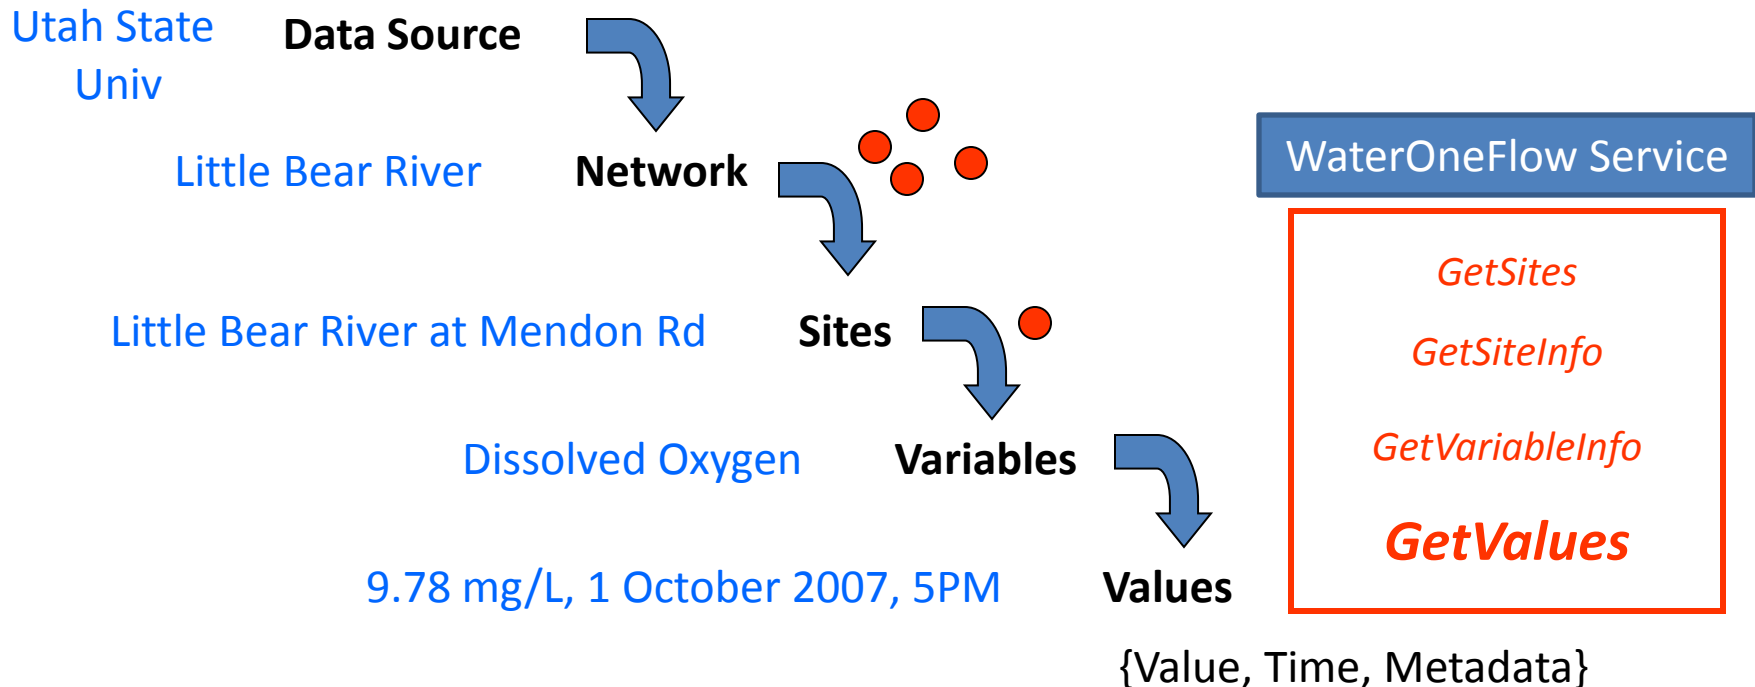 Utah State
Univ
Data Source
Little Bear River
Network
WaterOneFlow Service
Little Bear River at Mendon Rd
Sites
Dissolved Oxygen
Variables
9.78 mg/L, 1 October 2007, 5PM
Values
{Value, Time, Metadata}
GetSites
GetSiteInfo
GetVariableInfo
GetValues